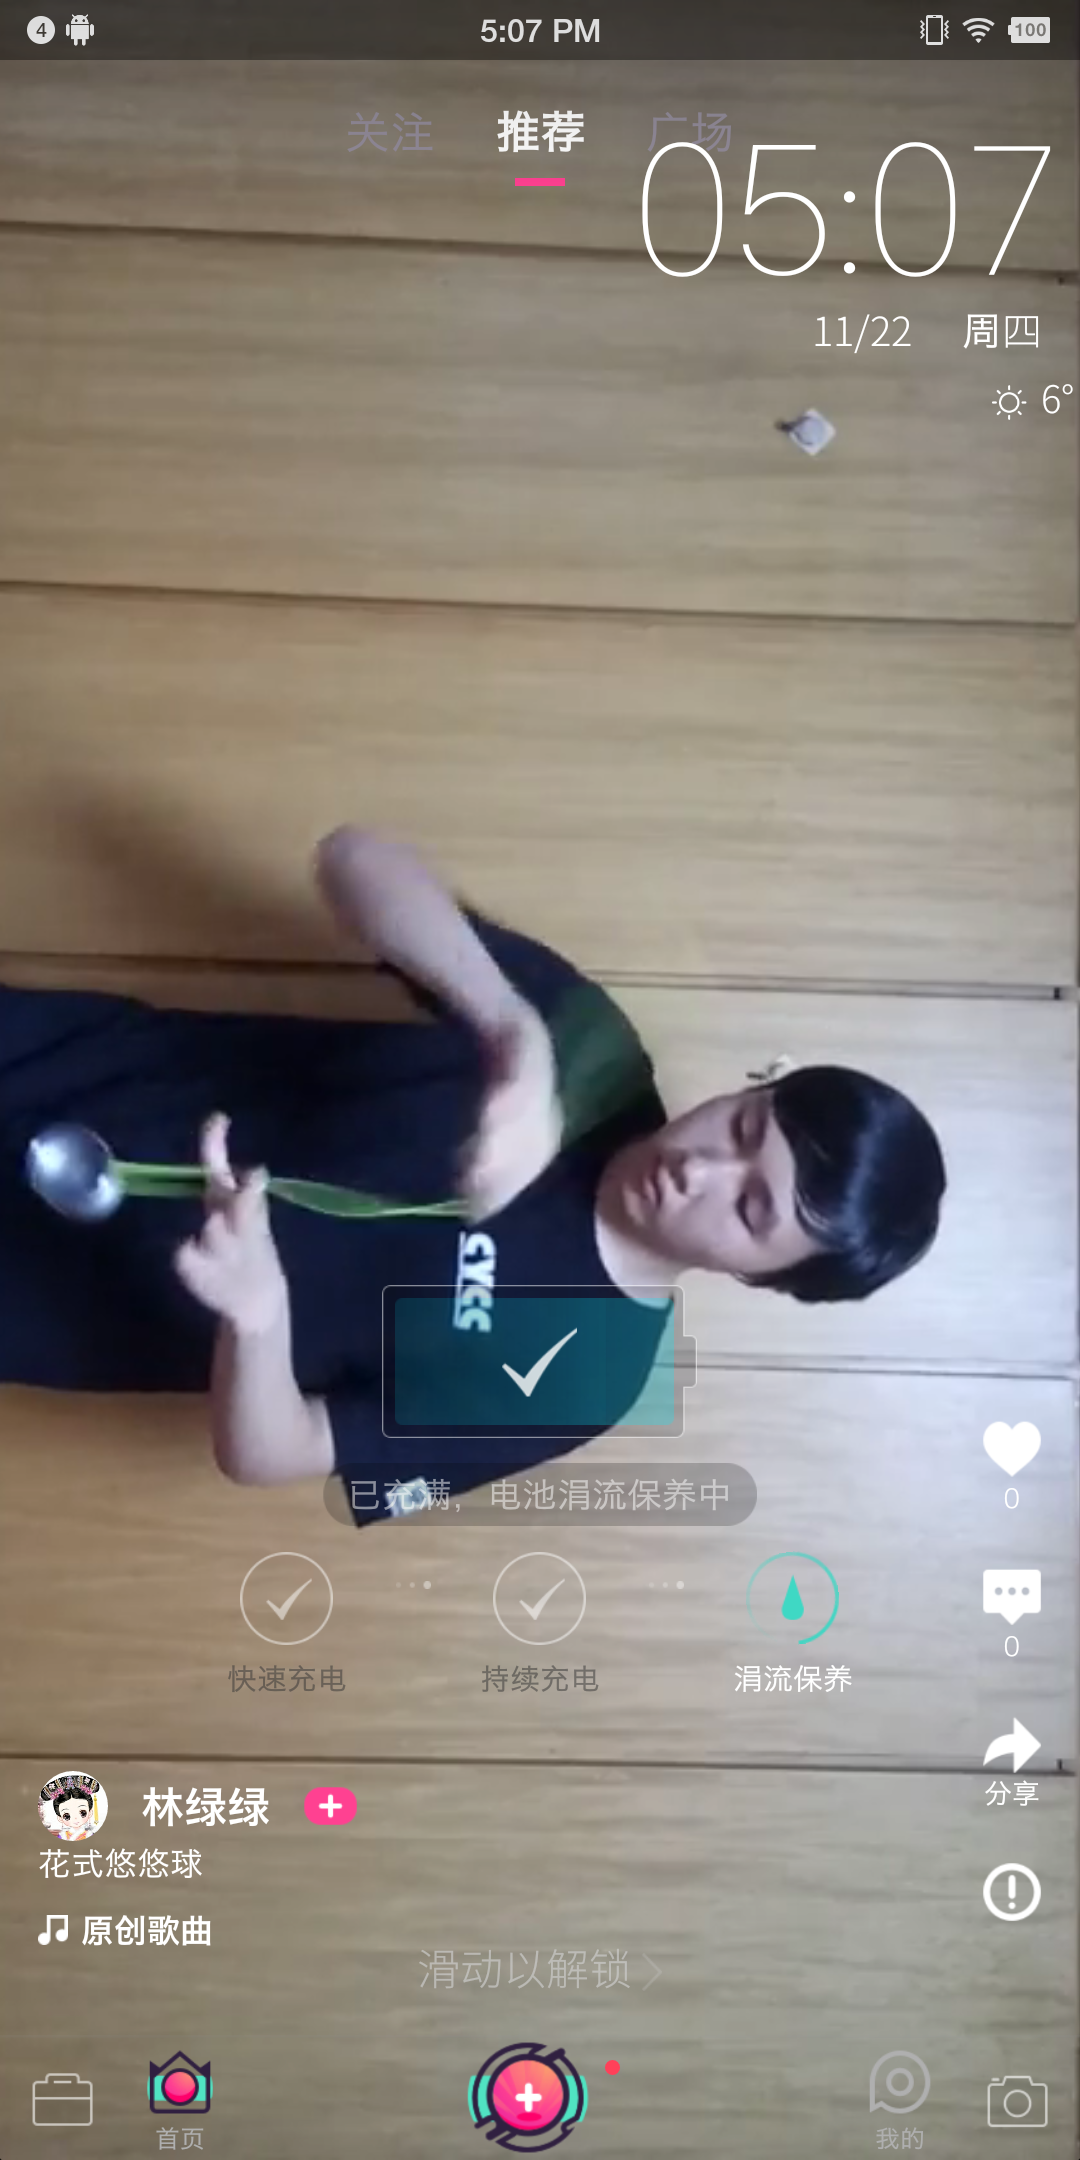 4
5:07 PM
100
关注 推荐 广场
05:07
11/22 周四
6°
CYCC
已充满，电池涓流保养中
0
0
快速充电 持续充电 涓流保养
分享
林绿绿
花式悠悠球
原创歌曲
滑动以解锁
首页 我的